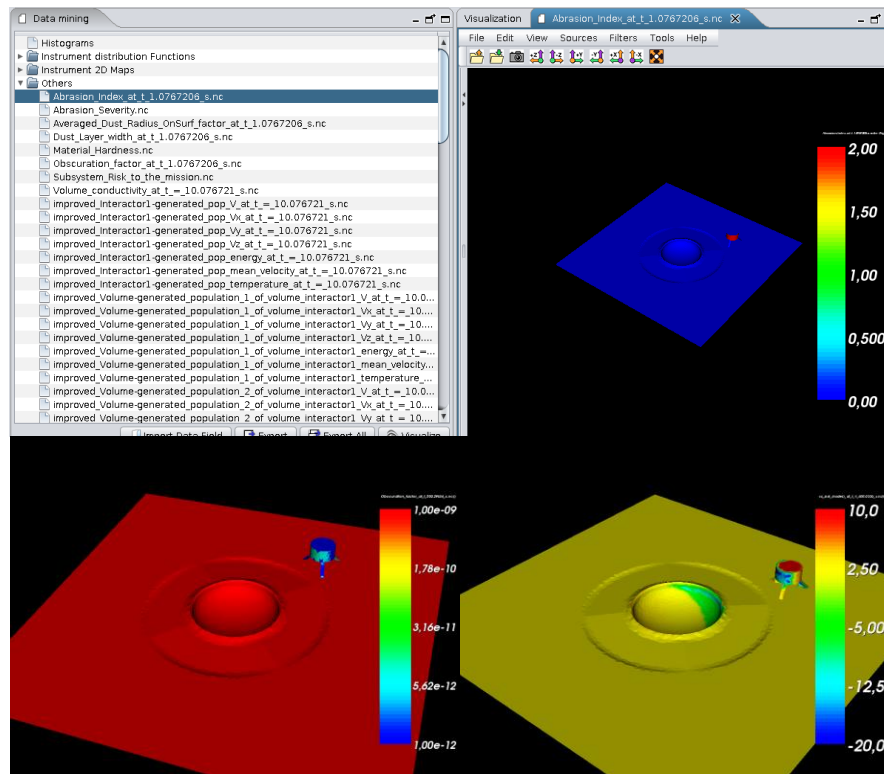 Data mining
Histograms
Instrument distribution Functions
Instrument 2D Maps
Others
Abrasion_Index_at_t_1.0767206_s.nc
Abrasion_Severity.nc
Averaged_Dust_Radius_OnSurf_factor_at_t_1.0767206_s.nc
Dust_Layer_width_at_t_1.0767206_s.nc
Material_Hardness.nc
Obscuration_factor_at_t_1.0767206_s.nc
Subsystem_Risk_to_the_mission.nc
Volume_conductivity_at_t_=_10.076721_s.nc
improved_Interactor1-generated_pop_V_at_t_=_10.076721_s.nc
improved_Interactor1-generated_pop_Vx_at_t_=_10.076721_s.nc
improved_Interactor1-generated_pop_Vy_at_t_=_10.076721_s.nc
improved_Interactor1-generated_pop_Vz_at_t_=_10.076721_s.nc
improved_Interactor1-generated_pop_energy_at_t_=_10.076721_s.nc
improved_Interactor1-generated_pop_mean_velocity_at_t_=_10.076721_s.nc
improved_Interactor1-generated_pop_temperature_at_t_=_10.076721_s.nc
improved_Volume-generated_population_1_of_volume_interactor1_V_at_t_=_10.0...
improved_Volume-generated_population_1_of_volume_interactor1_Vx_at_t_=_10....
improved_Volume-generated_population_1_of_volume_interactor1_Vy_at_t_=_10....
improved_Volume-generated_population_1_of_volume_interactor1_Vz_at_t_=_10....
improved_Volume-generated_population_1_of_volume_interactor1_energy_at_t_=...
improved_Volume-generated_population_1_of_volume_interactor1_mean_velocity...
improved_Volume-generated_population_1_of_volume_interactor1_temperature_...
improved_Volume-generated_population_2_of_volume_interactor1_V_at_t_=_10.0...
improved_Volume-generated_population_2_of_volume_interactor1_Vx_at_t_=_10....
improved_Volume-generated_population_2_of_volume_interactor1_Vy_at_t_=_10....
Import Data Field Export Export All Visualize
Visualization Abrasion_Index_at_t_1.0767206_s.nc
File Edit View Sources Filters Tools Help
2,00
1,50
1,00
0,500
0,00
1,00e-09
1,78e-10
3,16e-11
5,62e-12
1,00e-12
10,0
2,50
-5,00
-12,5
-20,0